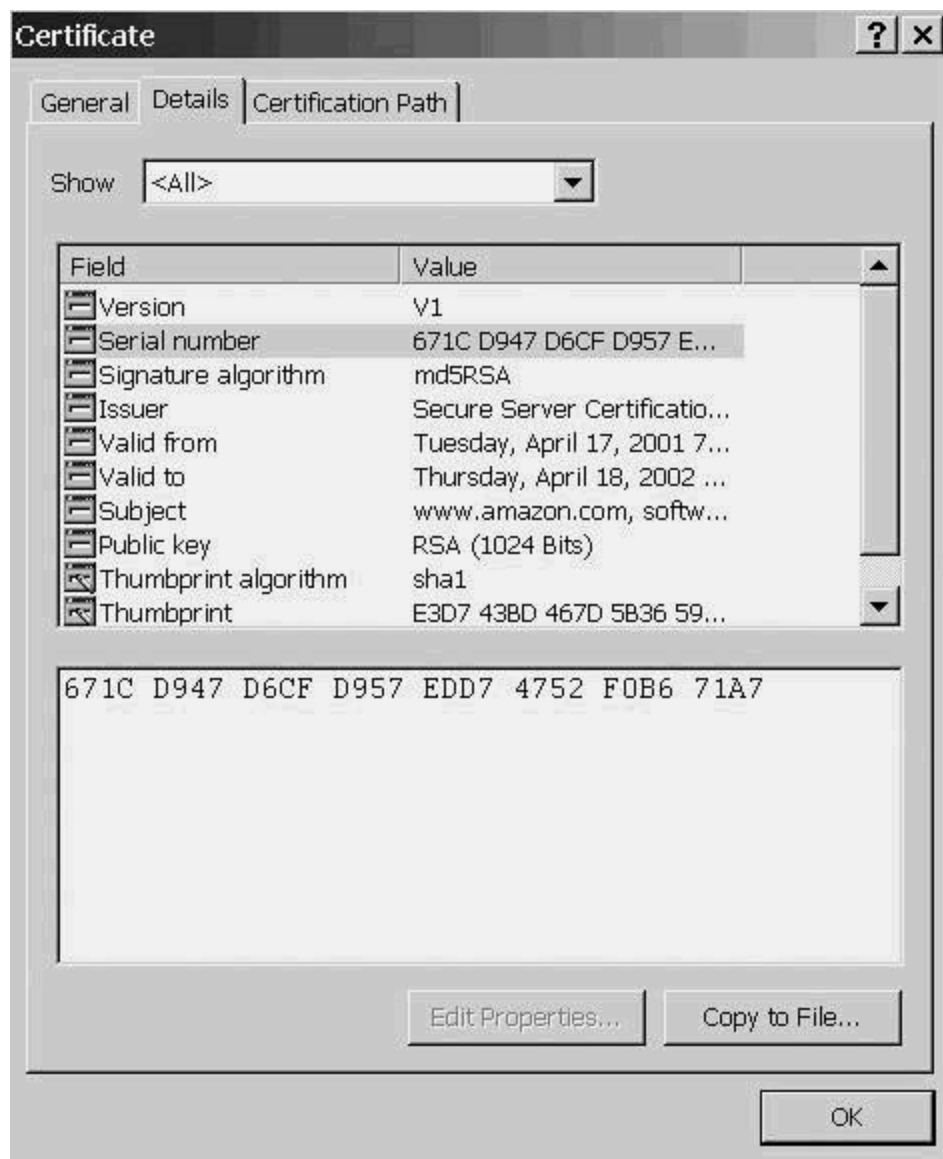 Certificate ? ×
General Details Certification Path
Show <All>
Field Value
Version V1
Serial number 671C D947 D6CF D957 E...
Signature algorithm md5RSA
Issuer Secure Server Certificatio...
Valid from Tuesday, April 17, 2001 7...
Valid to Thursday, April 18, 2002 ...
Subject www.amazon.com, softw...
Public key RSA (1024 Bits)
Thumbprint algorithm sha1
Thumbprint E3D7 43BD 467D 5B36 59...
671C D947 D6CF D957 EDD7 4752 F0B6 71A7
Edit Properties... Copy to File...
OK